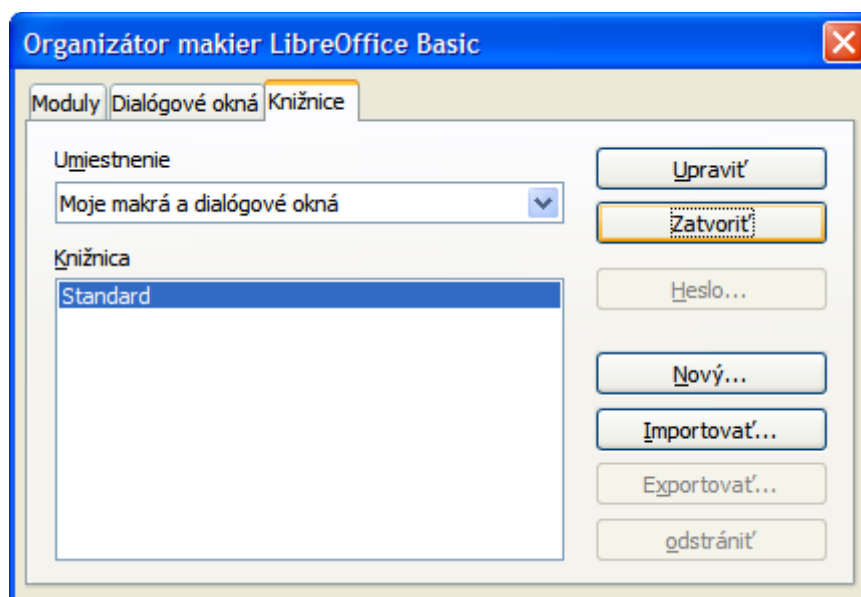 Organizátor makier LibreOffice Basic
Moduly Dialógové okná Knižnice
Umiestnenie
Moje makrá a dialógové okná
Knižnica
Standard
Upraviť
Zatvoriť
Heslo...
Nový...
Importovať...
Exportovať...
odstrániť